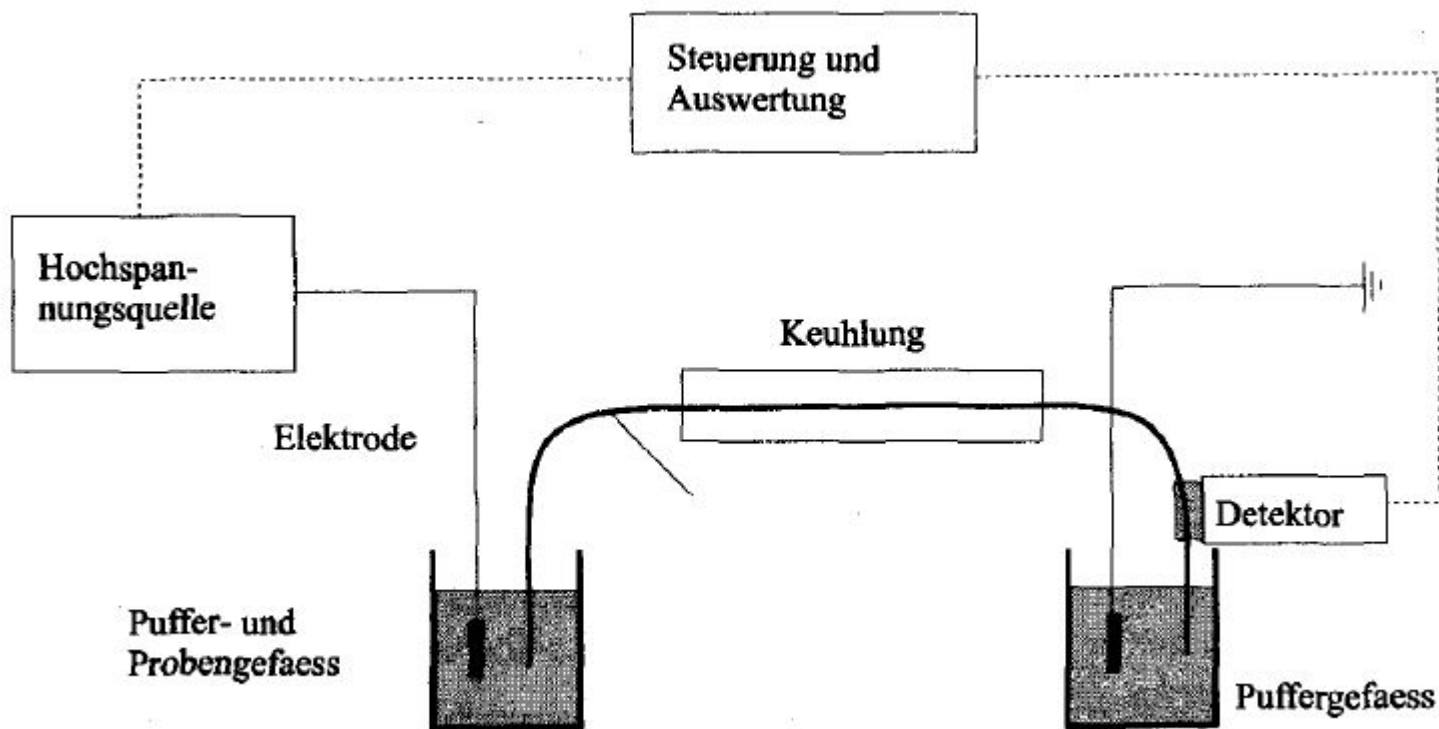 Steuerung und
Auswertung
Hochspan-
nungsquelle
Keuhlung
Elektrode
Detektor
Puffer- und
Probengefaess
Puffergefaess